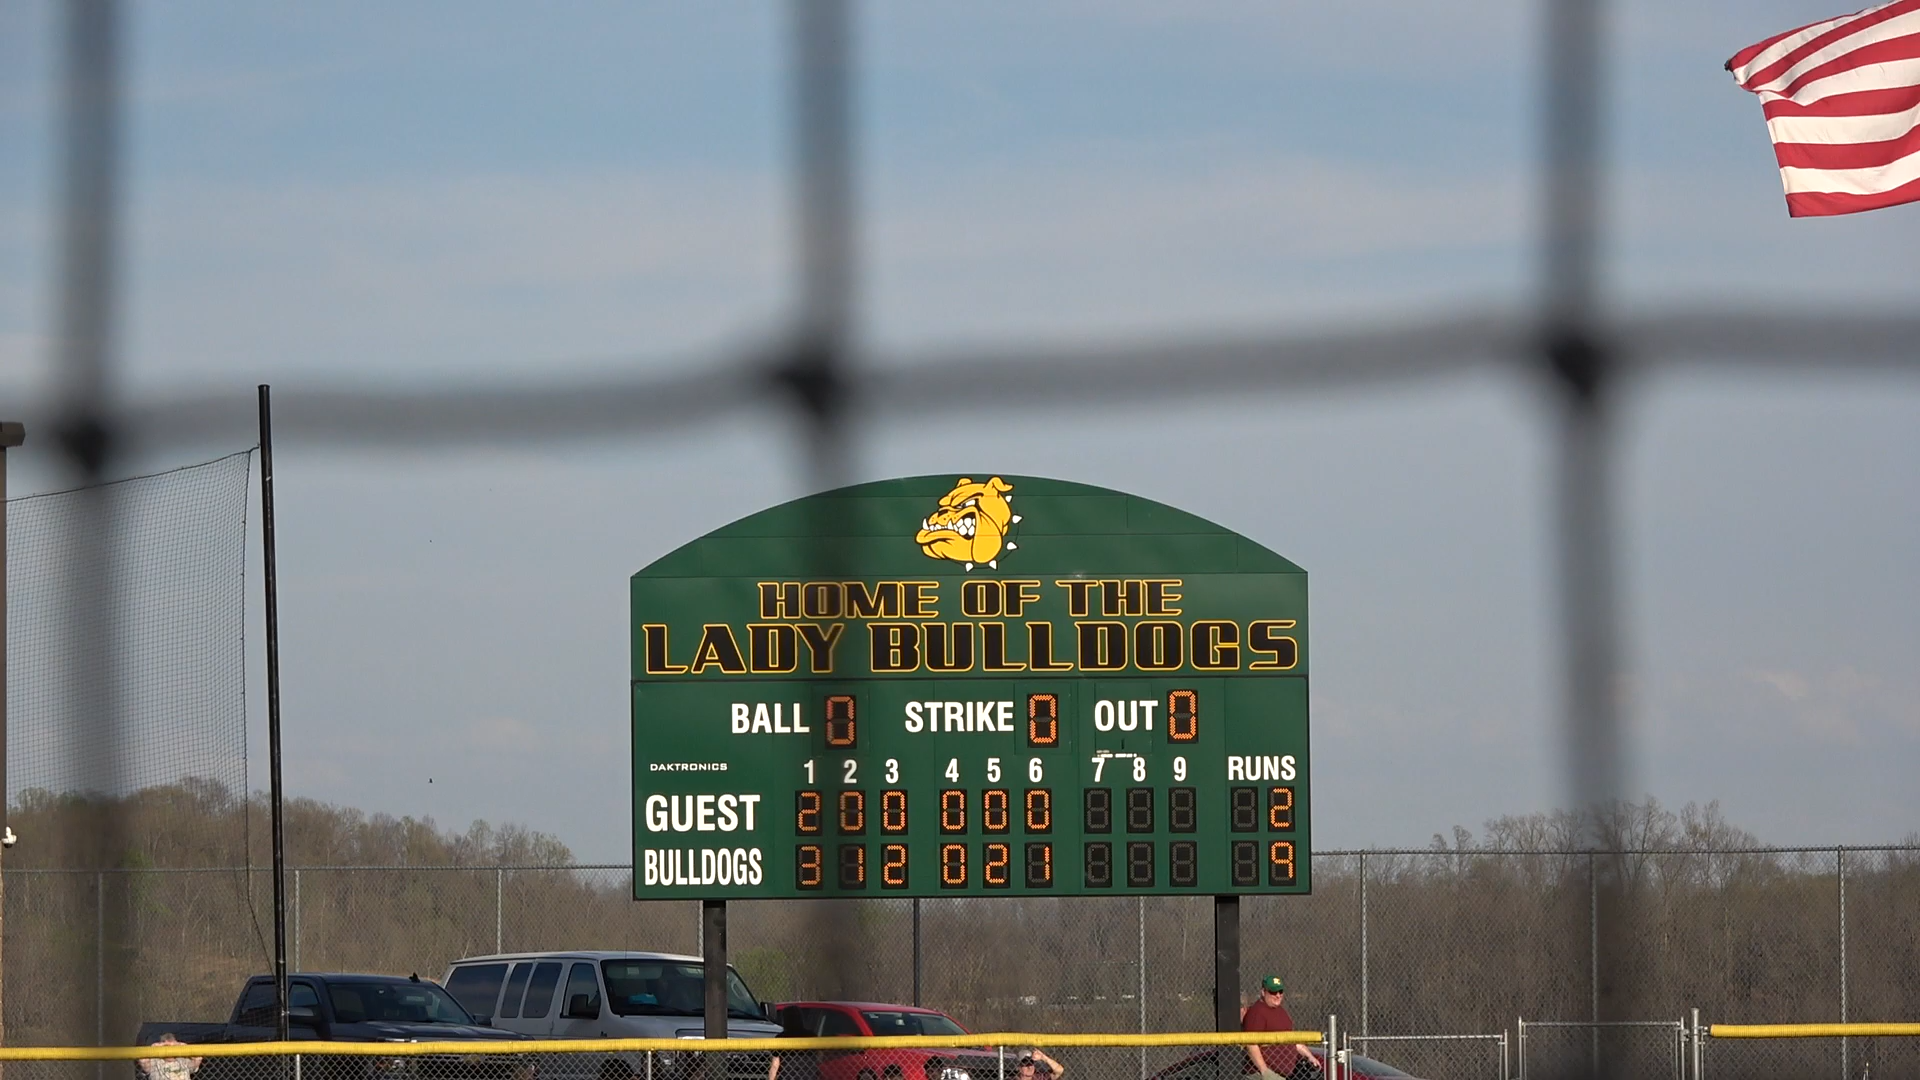 HOME OF THE
LADY BULLDOGS
BALL 0 STRIKE 0 OUT 0
DAKTRONICS 1 2 3 4 5 6 7 8 9 RUNS
GUEST 2 0 0 0 0 0 2
BULLDOGS 3 1 2 0 2 1 9